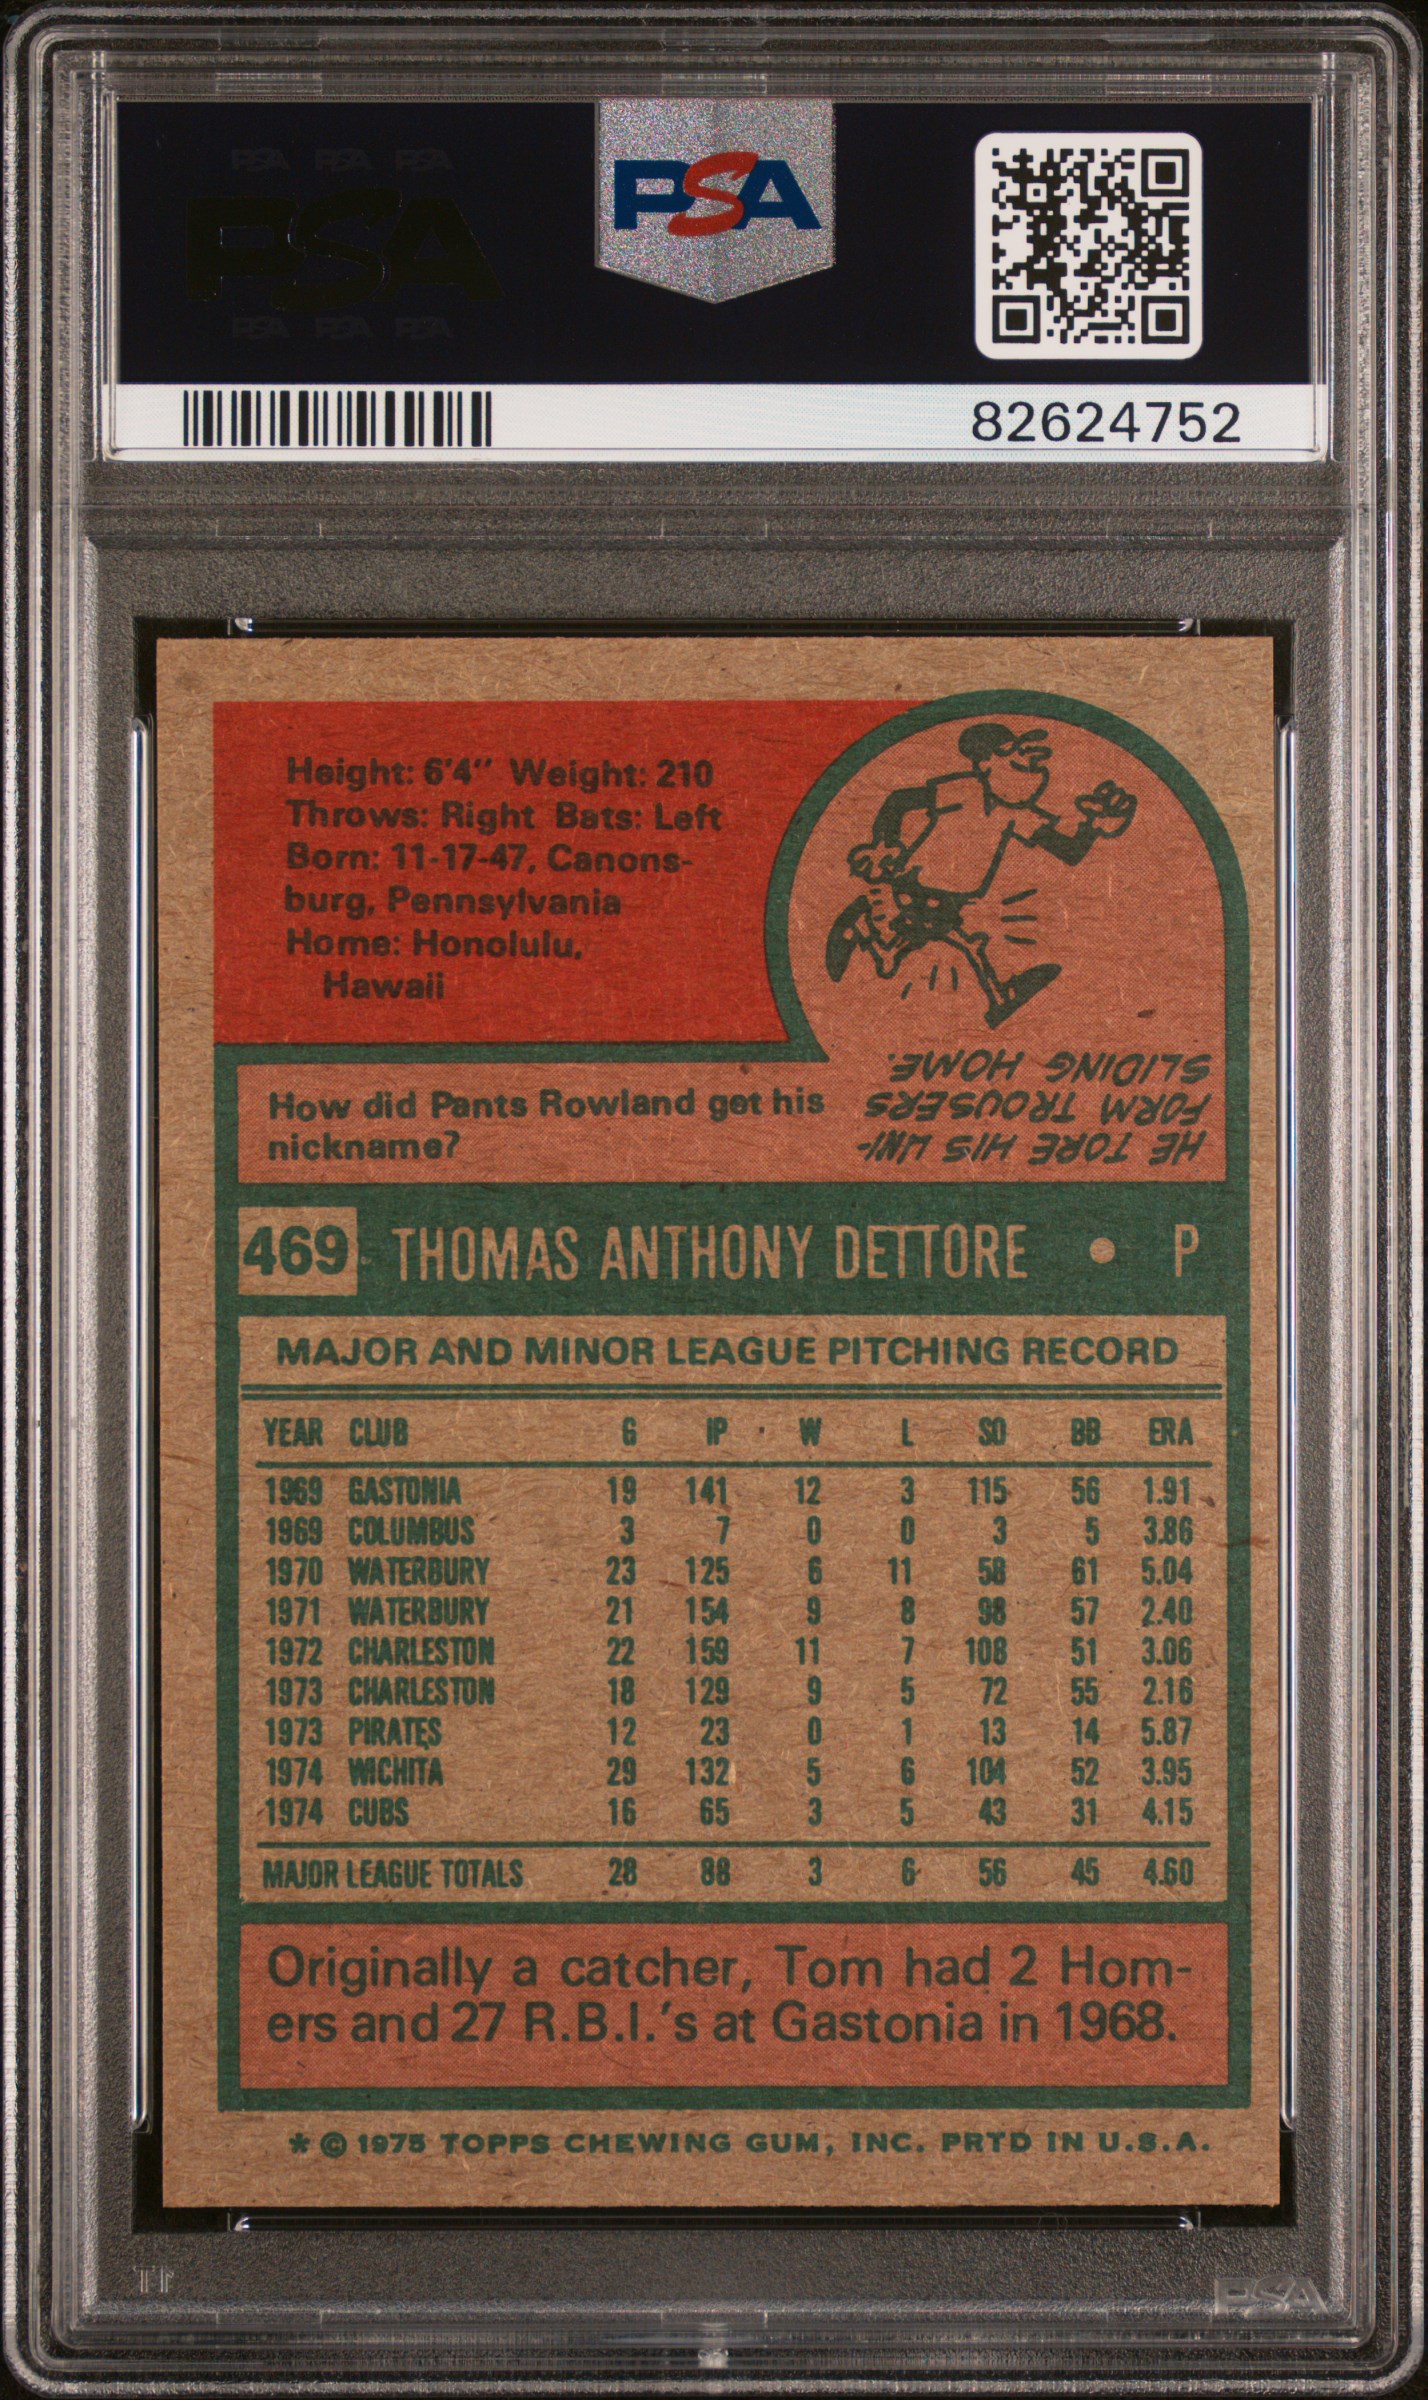 PSA PSA PSA
PSA
PSA PSA PSA
PSA
82624752
Height: 6'4" Weight: 210
Throws: Right Bats: Left
Born: 11-17-47, Canons-
burg, Pennsylvania
Home: Honolulu,
Hawaii
How did Pants Rowland get his
nickname?
HE TORE HIS UNI-
FORM TROUSERS
SLIDING HOME.
469 THOMAS ANTHONY DETTORE • P
MAJOR AND MINOR LEAGUE PITCHING RECORD
YEAR CLUB G IP W L SO BB ERA
1969 GASTONIA 19 141 12 3 115 56 1.91
1969 COLUMBUS 3 7 0 0 3 5 3.86
1970 WATERBURY 23 125 6 11 58 61 5.04
1971 WATERBURY 21 154 9 8 98 57 2.40
1972 CHARLESTON 22 159 11 7 108 51 3.06
1973 CHARLESTON 18 129 9 5 72 55 2.16
1973 PIRATES 12 23 0 1 13 14 5.87
1974 WICHITA 29 132 5 6 104 52 3.95
1974 CUBS 16 65 3 5 43 31 4.15
MAJOR LEAGUE TOTALS 28 88 3 6 56 45 4.60
Originally a catcher, Tom had 2 Hom-
ers and 27 R.B.I.'s at Gastonia in 1968.
* © 1975 TOPPS CHEWING GUM, INC. PRTD IN U.S.A.
PSA